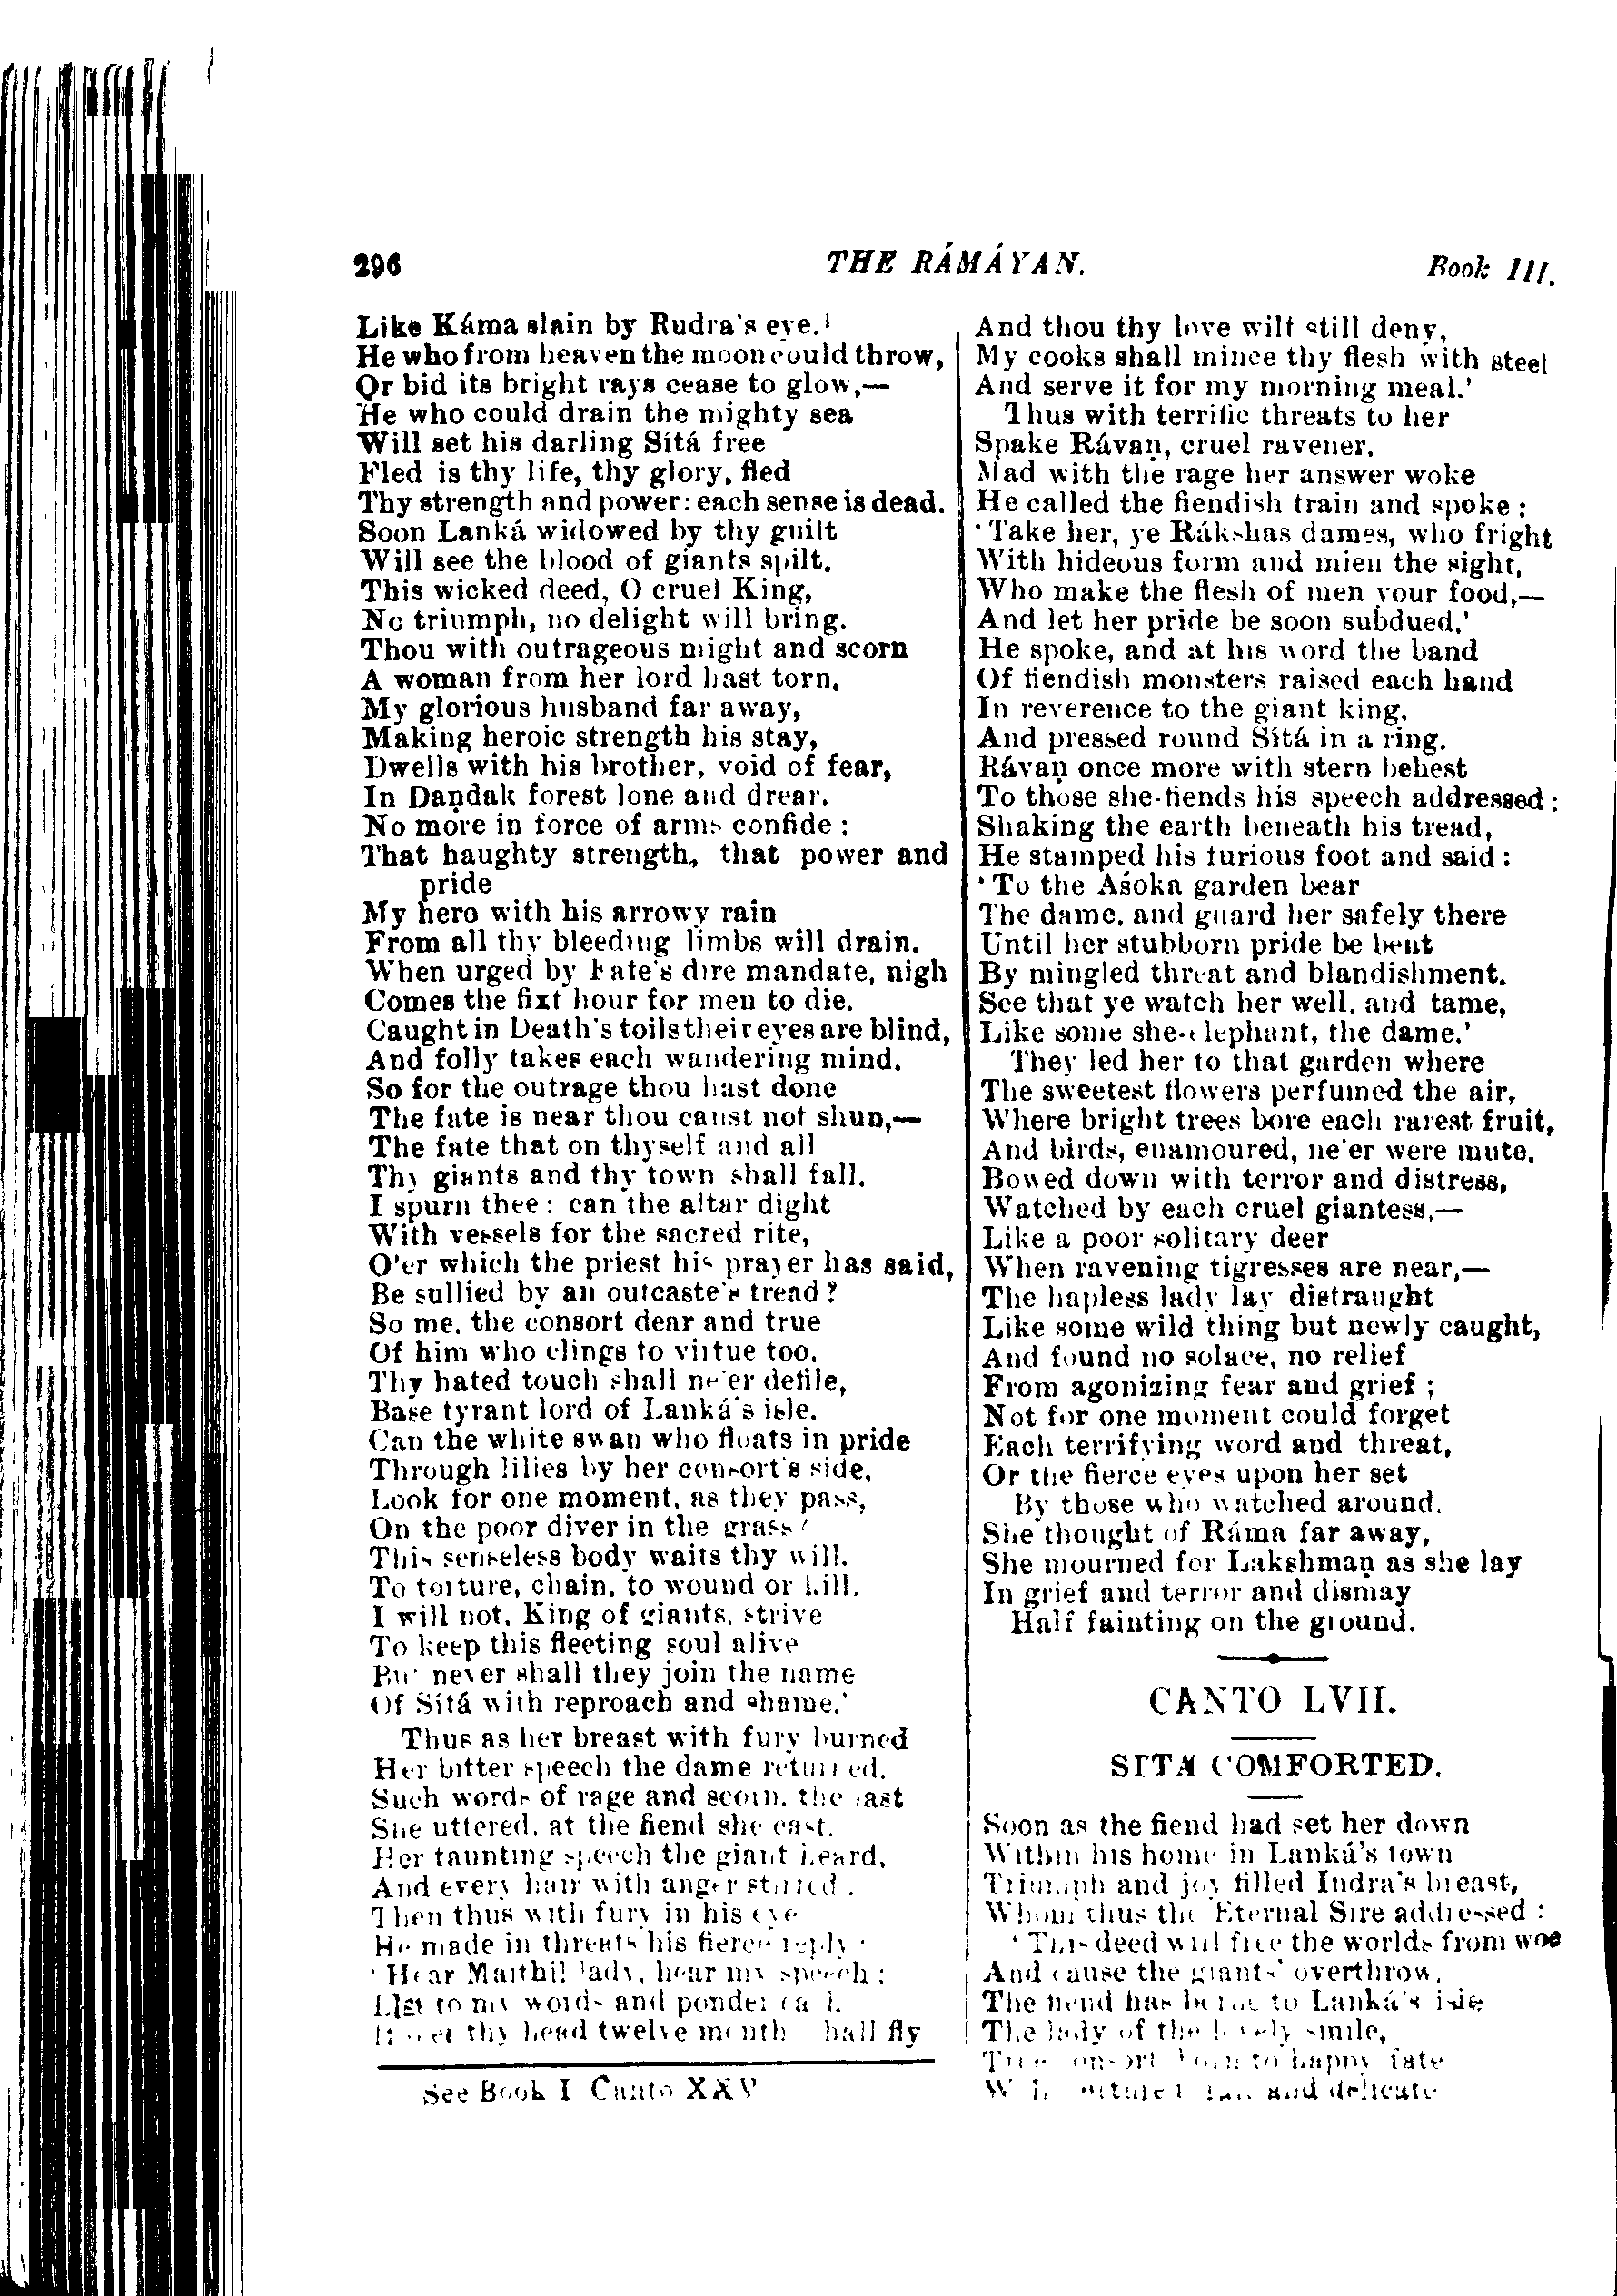 296 THE RÁMÁYAN. Book III.
Like Káma slain by Rudra's eye.¹
He who from heaven the moon could throw,
Or bid its bright rays cease to glow,—
He who could drain the mighty sea
Will set his darling Sítá free
Fled is thy life, thy glory, fled
Thy strength and power: each sense is dead.
Soon Lanká widowed by thy guilt
Will see the blood of giants spilt.
This wicked deed, O cruel King,
No triumph, no delight will bring.
Thou with outrageous might and scorn
A woman from her lord hast torn.
My glorious husband far away,
Making heroic strength his stay,
Dwells with his brother, void of fear,
In Daṇḍak forest lone and drear.
No more in force of arms confide:
That haughty strength, that power and
pride
My hero with his arrowy rain
From all thy bleeding limbs will drain.
When urged by Fate's dire mandate, nigh
Comes the fixt hour for men to die.
Caught in Death's toils their eyes are blind,
And folly takes each wandering mind.
So for the outrage thou hast done
The fate is near thou canst not shun,—
The fate that on thyself and all
Thy giants and thy town shall fall.
I spurn thee: can the altar dight
With vessels for the sacred rite,
O'er which the priest his prayer has said,
Be sullied by an outcaste's tread?
So me, the consort dear and true
Of him who clings to virtue too,
Thy hated touch shall ne'er defile,
Base tyrant lord of Lanká's isle.
Can the white swan who floats in pride
Through lilies by her consort's side,
Look for one moment, as they pass,
On the poor diver in the grass?
This senseless body waits thy will,
To torture, chain, to wound or kill.
I will not, King of giants, strive
To keep this fleeting soul alive
But never shall they join the name
Of Sítá with reproach and shame.'
Thus as her breast with fury burned
Her bitter speech the dame returned.
Such words of rage and scorn, the last
She uttered, at the fiend she cast.
Her taunting speech the giant heard,
And every hair with anger stirred.
Then thus with fury in his eye
He made in threats his fierce reply:
'Hear Maithil lady, hear my speech:
List to my words and ponder each.
If o'er thy head twelve months shall fly
See Book I Canto XXV
And thou thy love wilt still deny,
My cooks shall mince thy flesh with steel
And serve it for my morning meal.'
Thus with terrific threats to her
Spake Rávaṇ, cruel ravener.
Mad with the rage her answer woke
He called the fiendish train and spoke:
'Take her, ye Rákshas dames, who fright
With hideous form and mien the sight,
Who make the flesh of men your food,—
And let her pride be soon subdued.'
He spoke, and at his word the band
Of fiendish monsters raised each hand
In reverence to the giant king,
And pressed round Sítá in a ring.
Rávaṇ once more with stern behest
To those she-fiends his speech addressed:
Shaking the earth beneath his tread,
He stamped his furious foot and said:
'To the Aśoka garden bear
The dame, and guard her safely there
Until her stubborn pride be bent
By mingled threat and blandishment.
See that ye watch her well, and tame,
Like some she-elephant, the dame.'
They led her to that garden where
The sweetest flowers perfumed the air,
Where bright trees bore each rarest fruit,
And birds, enamoured, ne'er were mute.
Bowed down with terror and distress,
Watched by each cruel giantess,—
Like a poor solitary deer
When ravening tigresses are near,—
The hapless lady lay distraught
Like some wild thing but newly caught,
And found no solace, no relief
From agonizing fear and grief;
Not for one moment could forget
Each terrifying word and threat,
Or the fierce eyes upon her set
By those who watched around.
She thought of Ráma far away,
She mourned for Lakshmaṇ as she lay
In grief and terror and dismay
Half fainting on the ground.
CANTO LVII.
SÍTÁ COMFORTED.
Soon as the fiend had set her down
Within his home in Lanká's town
Triumph and joy filled Indra's breast,
Whom thus the Eternal Sire addressed:
'This deed will free the worlds from woe
And cause the giants' overthrow.
The fiend has borne to Lanká's isle
The lady of the lovely smile,
True consort born to happy fate
With and delicate